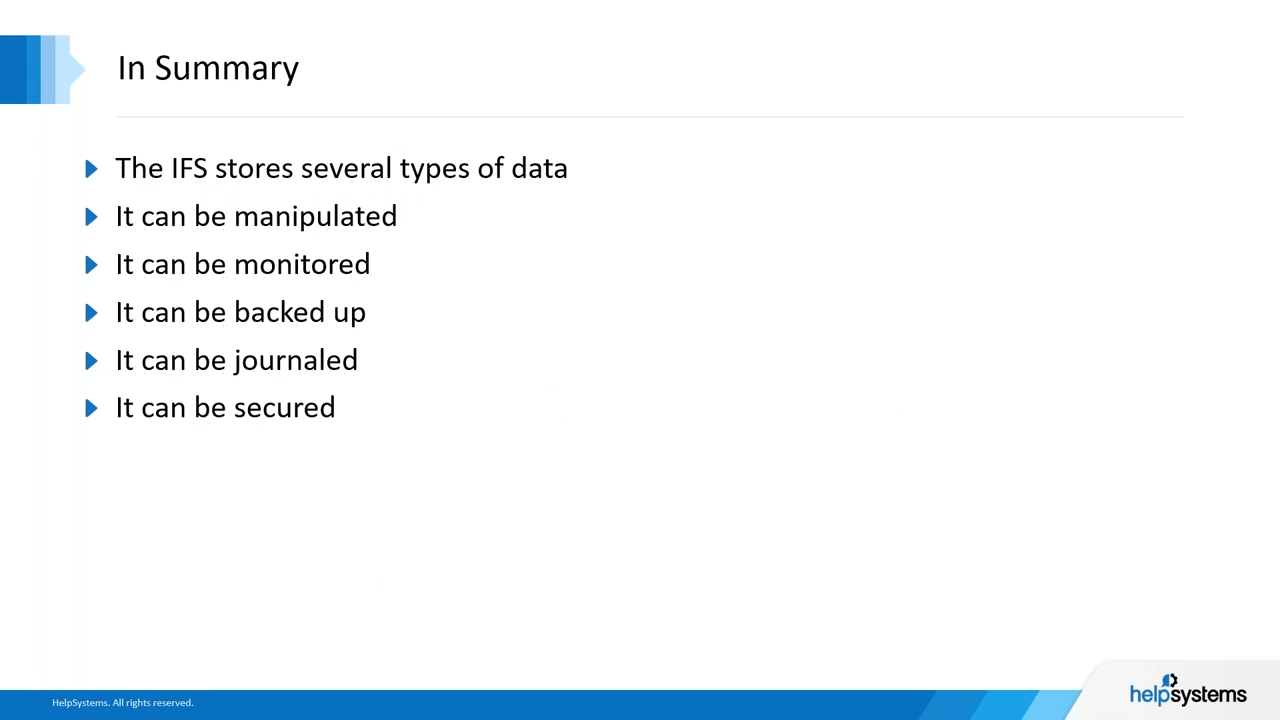 In Summary
The IFS stores several types of data
It can be manipulated
It can be monitored
It can be backed up
It can be journaled
It can be secured
HelpSystems. All rights reserved.
helpsystems